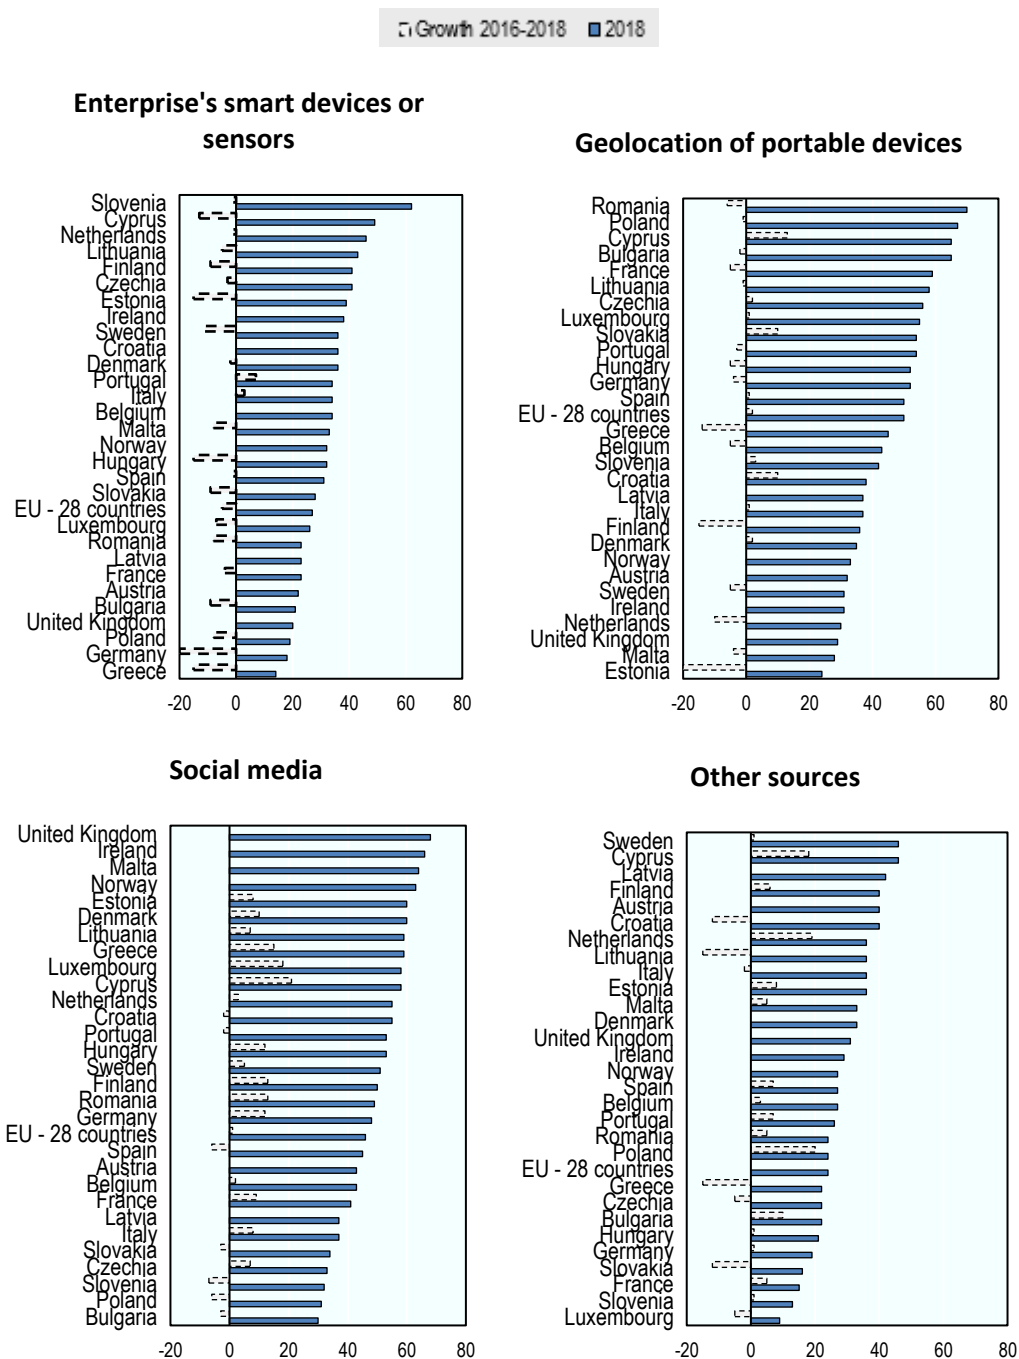 Growth 2016-2018 2018
Enterprise's smart devices or
sensors
Slovenia
Cyprus
Netherlands
Lithuania
Finland
Czechia
Estonia
Ireland
Sweden
Croatia
Denmark
Portugal
Italy
Belgium
Malta
Norway
Hungary
Spain
Slovakia
EU - 28 countries
Luxembourg
Romania
Latvia
France
Austria
Bulgaria
United Kingdom
Poland
Germany
Greece
-20 0 20 40 60 80
Geolocation of portable devices
Romania
Poland
Cyprus
Bulgaria
France
Lithuania
Czechia
Luxembourg
Slovakia
Portugal
Hungary
Germany
Spain
EU - 28 countries
Greece
Belgium
Slovenia
Croatia
Latvia
Italy
Finland
Denmark
Norway
Austria
Sweden
Ireland
Netherlands
United Kingdom
Malta
Estonia
-20 0 20 40 60 80
Social media
United Kingdom
Ireland
Malta
Norway
Estonia
Denmark
Lithuania
Greece
Luxembourg
Cyprus
Netherlands
Croatia
Portugal
Hungary
Sweden
Finland
Romania
Germany
EU - 28 countries
Spain
Austria
Belgium
France
Latvia
Italy
Slovakia
Czechia
Slovenia
Poland
Bulgaria
-20 0 20 40 60 80
Other sources
Sweden
Cyprus
Latvia
Finland
Austria
Croatia
Netherlands
Lithuania
Italy
Estonia
Malta
Denmark
United Kingdom
Ireland
Norway
Spain
Belgium
Portugal
Romania
Poland
EU - 28 countries
Greece
Czechia
Bulgaria
Hungary
Germany
Slovakia
France
Slovenia
Luxembourg
-20 0 20 40 60 80